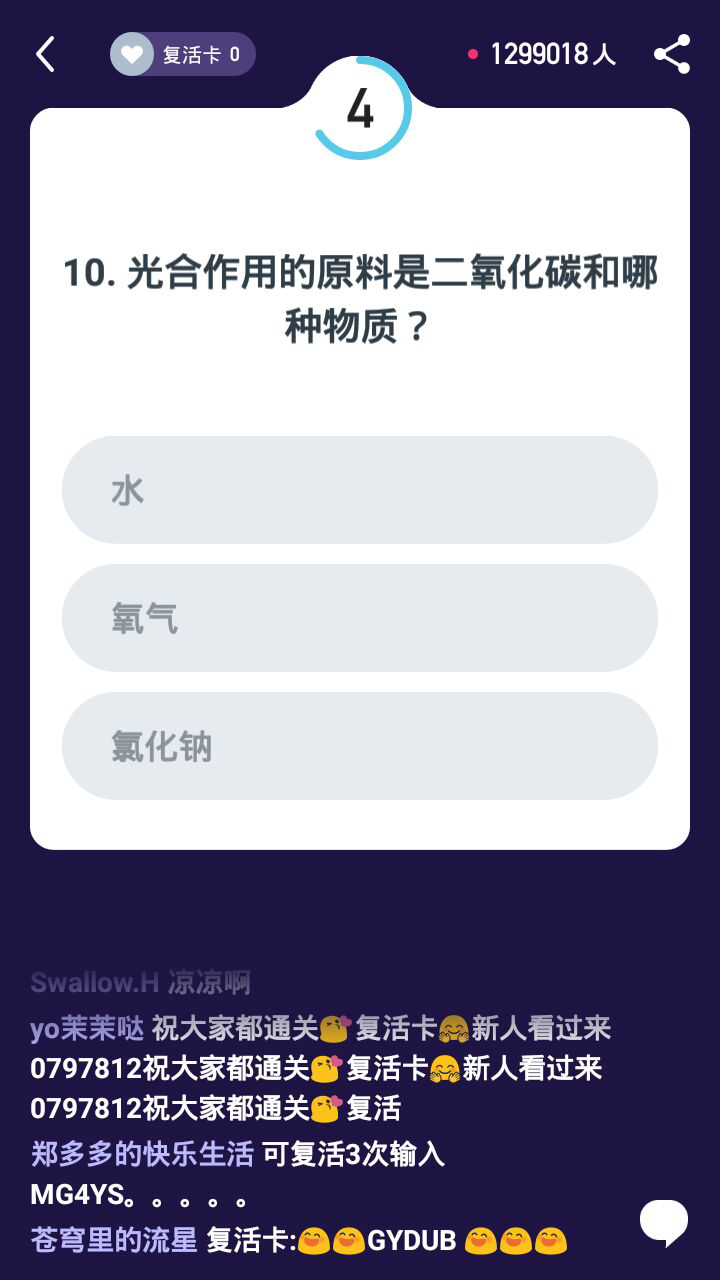 复活卡 0
1299018人
4
10. 光合作用的原料是二氧化碳和哪
种物质？
水
氧气
氯化钠
Swallow.H 凉凉啊
yo茉茉哒 祝大家都通关😘复活卡🤗新人看过来
0797812祝大家都通关😘复活卡🤗新人看过来
0797812祝大家都通关😘复活
郑多多的快乐生活 可复活3次输入
MG4YS。。。。。
苍穹里的流星 复活卡:😄😄GYDUB 😄😄😄